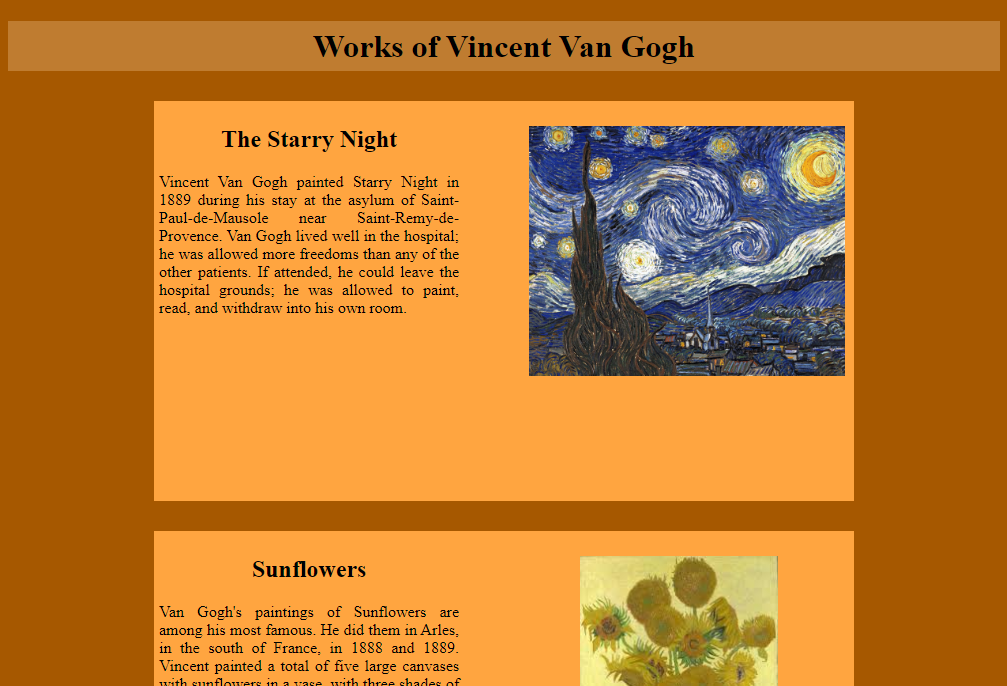 Works of Vincent Van Gogh
The Starry Night
Vincent Van Gogh painted Starry Night in
1889 during his stay at the asylum of Saint-
Paul-de-Mausole near Saint-Remy-de-
Provence. Van Gogh lived well in the hospital;
he was allowed more freedoms than any of the
other patients. If attended, he could leave the
hospital grounds; he was allowed to paint,
read, and withdraw into his own room.
Sunflowers
Van Gogh's paintings of Sunflowers are
among his most famous. He did them in Arles,
in the south of France, in 1888 and 1889.
Vincent painted a total of five large canvases
with sunflowers in a vase, with three shades of